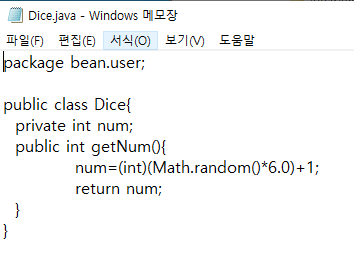 Dice.java - Windows 메모장
파일(F) 편집(E) 서식(O) 보기(V) 도움말
package bean.user;
public class Dice{
private int num;
public int getNum(){
num=(int)(Math.random()*6.0)+1;
return num;
}
}